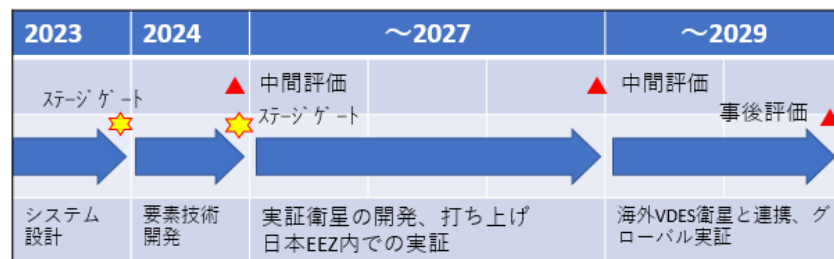 2023
2024
～2027
～2029
中間評価
中間評価
ｽﾃｰｼﾞｹﾞｰﾄ
ｽﾃｰｼﾞｹﾞｰﾄ
事後評価
システム
設計
要素技術
開発
実証衛星の開発、打ち上げ
日本EEZ内での実証
海外VDES衛星と連携、グ
ローバル実証